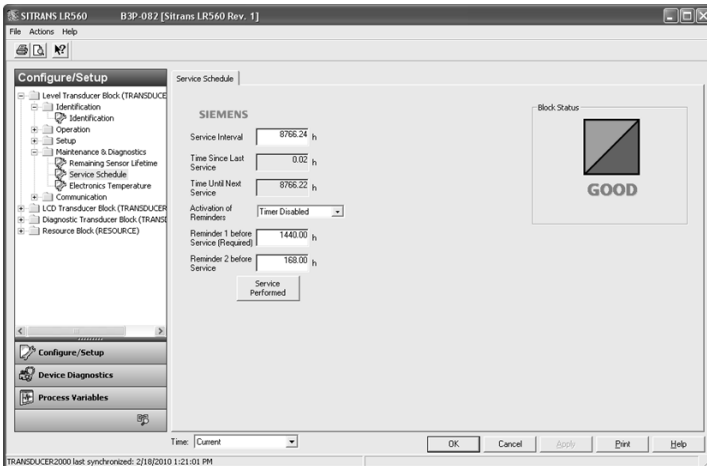 SITRANS LR560 B3P-082 [Sitrans LR560 Rev. 1]
File Actions Help
Configure/Setup
Level Transducer Block (TRANSDUCE
Identification
Identification
Operation
Setup
Maintenance & Diagnostics
Remaining Sensor Lifetime
Service Schedule
Electronics Temperature
Communication
LCD Transducer Block (TRANSDUCER
Diagnostic Transducer Block (TRANSD
Resource Block (RESOURCE)
Configure/Setup
Device Diagnostics
Process Variables
Service Schedule
SIEMENS
Service Interval 8766.24 h
Time Since Last
Service 0.02 h
Time Until Next
Service 8766.22 h
Activation of
Reminders Timer Disabled
Reminder 1 before
Service (Required) 1440.00 h
Reminder 2 before
Service 168.00 h
Service
Performed
Block Status
GOOD
Time: Current
OK Cancel Apply Print Help
TRANSDUCER2000 last synchronized: 2/18/2010 1:21:01 PM